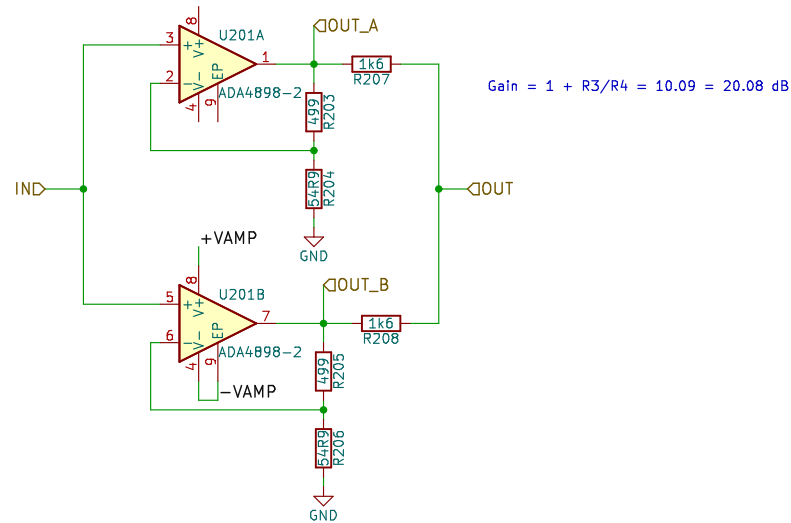 OUT_A
8
U201A
3
+
V+
1
1k6
R207
EP
2
-
V-
ADA4898-2
4
9
499
R203
Gain = 1 + R3/R4 = 10.09 = 20.08 dB
54R9
R204
IN
OUT
GND
+VAMP
8
U201B
OUT_B
5
+
V+
7
1k6
R208
EP
6
-
V-
ADA4898-2
4
9
499
R205
-VAMP
54R9
R206
GND